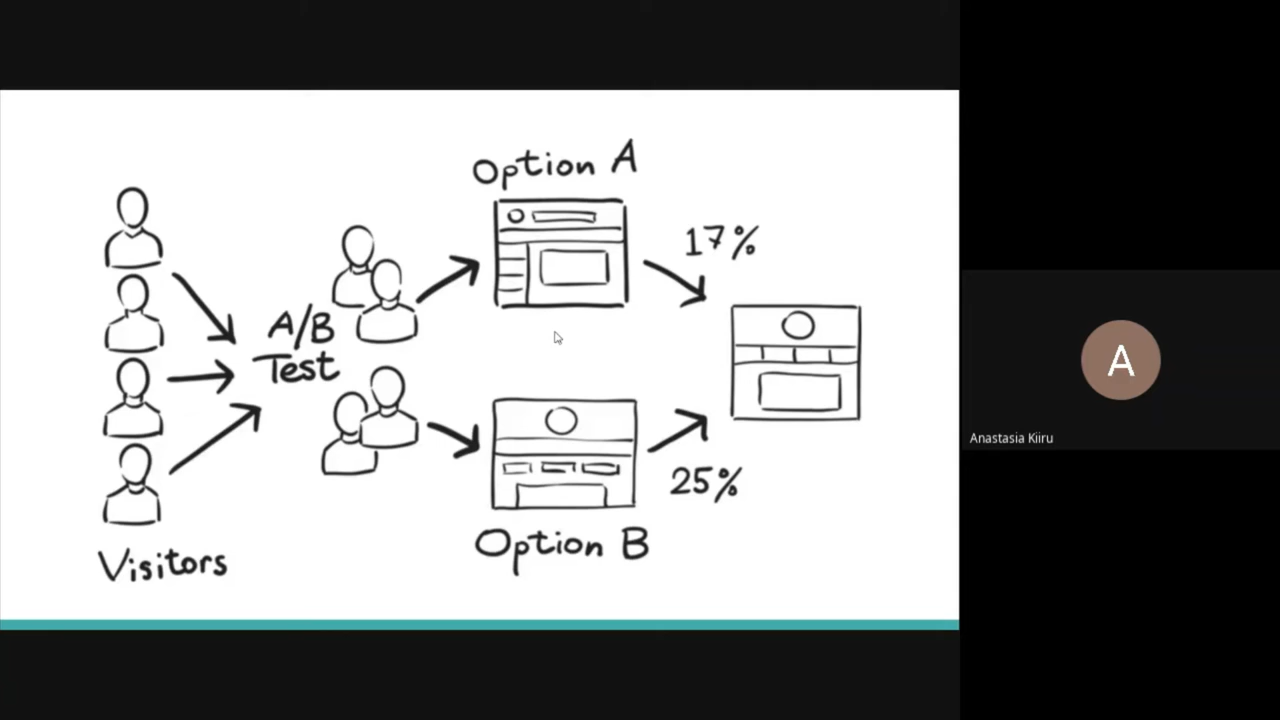 Option A
17%
A/B
Test
25%
Option B
Visitors
A
Anastasia Kiiru